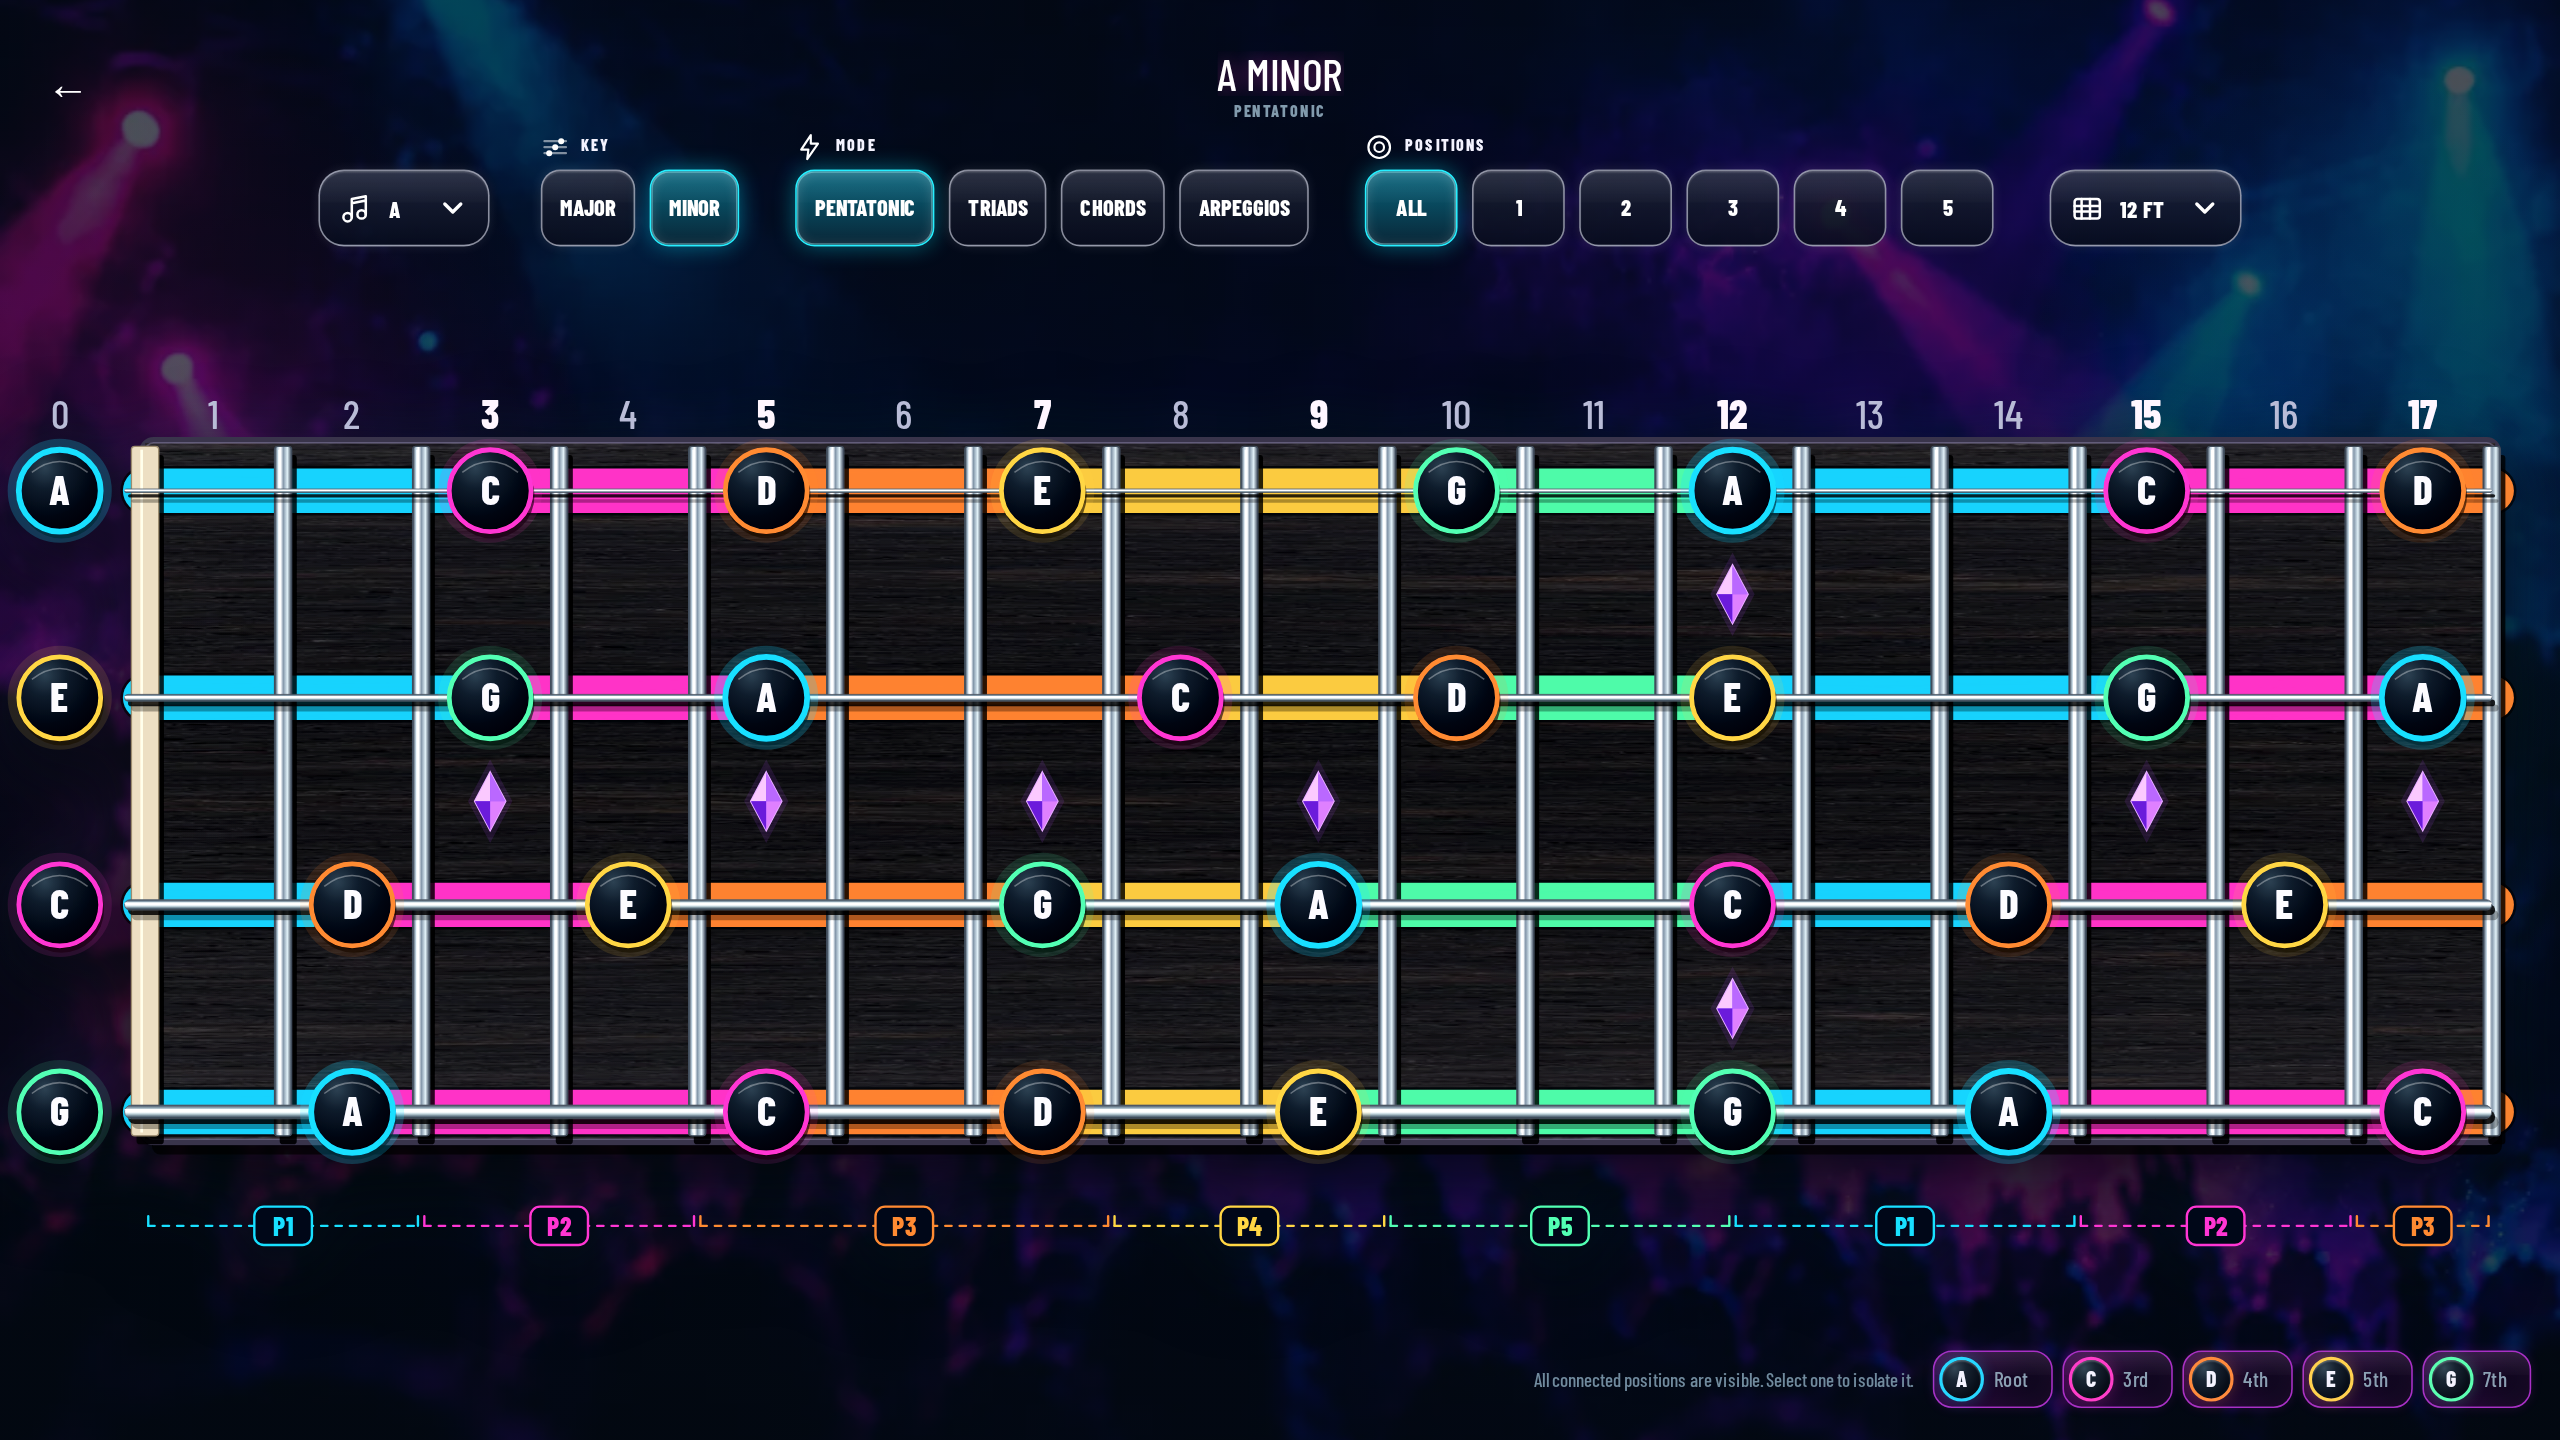 ←
A MINOR
PENTATONIC
KEY
MODE
POSITIONS
A
MAJOR
MINOR
PENTATONIC
TRIADS
CHORDS
ARPEGGIOS
ALL
1
2
3
4
5
12 FT
0 1 2 3 4 5 6 7 8 9 10 11 12 13 14 15 16 17
A C D E G A C D
E G A C D E G A
C D E G A C D E
G A C D E G A C
P1 P2 P3 P4 P5 P1 P2 P3
All connected positions are visible. Select one to isolate it.
A Root
C 3rd
D 4th
E 5th
G 7th